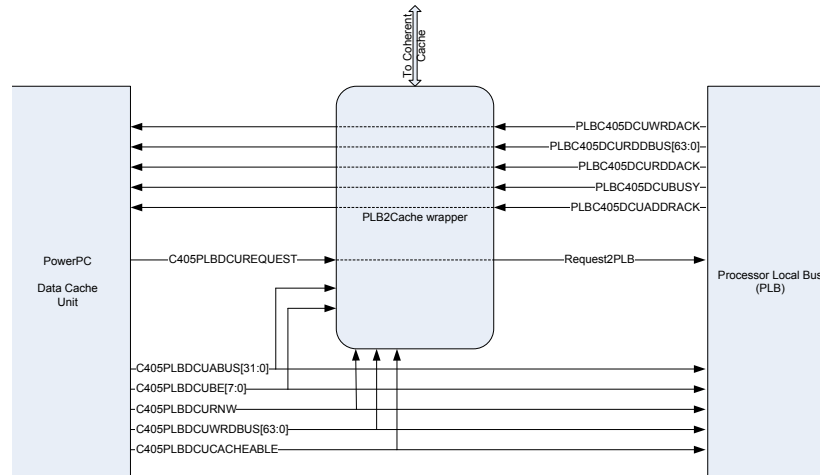 To Coherent
Cache
PLBC405DCUWRDACK
PLBC405DCURDDBUS[63:0]
PLBC405DCURDDACK
PLBC405DCUBUSY
PLBC405DCUADDRACK
PLB2Cache wrapper
PowerPC
Data Cache
Unit
C405PLBDCUREQUEST
Request2PLB
Processor Local Bus
(PLB)
C405PLBDCUABUS[31:0]
C405PLBDCUBE[7:0]
C405PLBDCURNW
C405PLBDCUWRDBUS[63:0]
C405PLBDCUCACHEABLE